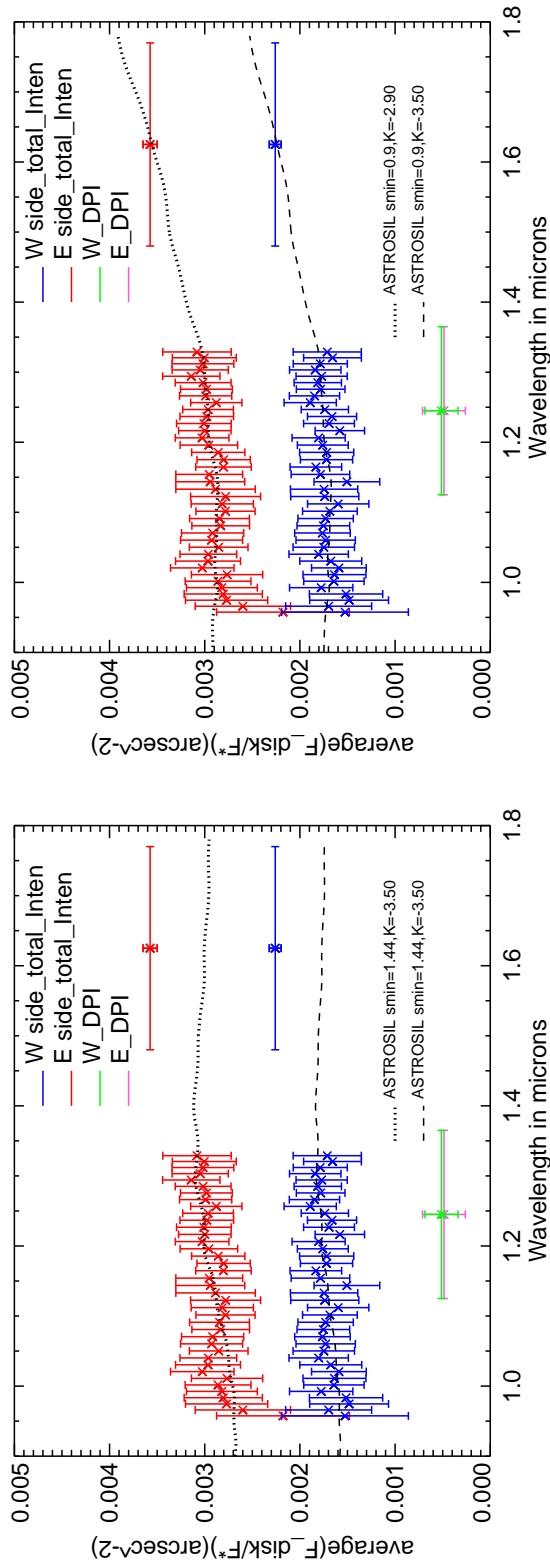 0.005
0.004
0.003
0.002
0.001
0.000
average(F_disk/F*)(arcsec^-2)
W side_total_Inten
E side_total_Inten
W_DPI
E_DPI
ASTROSIL smin=1.44,K=-3.50
ASTROSIL smin=1.44,K=-3.50
1.0 1.2 1.4 1.6 1.8
Wavelength in microns
0.005
0.004
0.003
0.002
0.001
0.000
average(F_disk/F*)(arcsec^-2)
W side_total_Inten
E side_total_Inten
W_DPI
E_DPI
ASTROSIL smin=0.9,K=-2.90
ASTROSIL smin=0.9,K=-3.50
1.0 1.2 1.4 1.6 1.8
Wavelength in microns